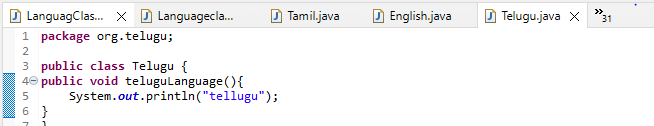 LanguagClas... Languagecla... Tamil.java English.java Telugu.java »31
1 package org.telugu;
2
3 public class Telugu {
4 public void teluguLanguage(){
5 System.out.println("tellugu");
6 }
7 }